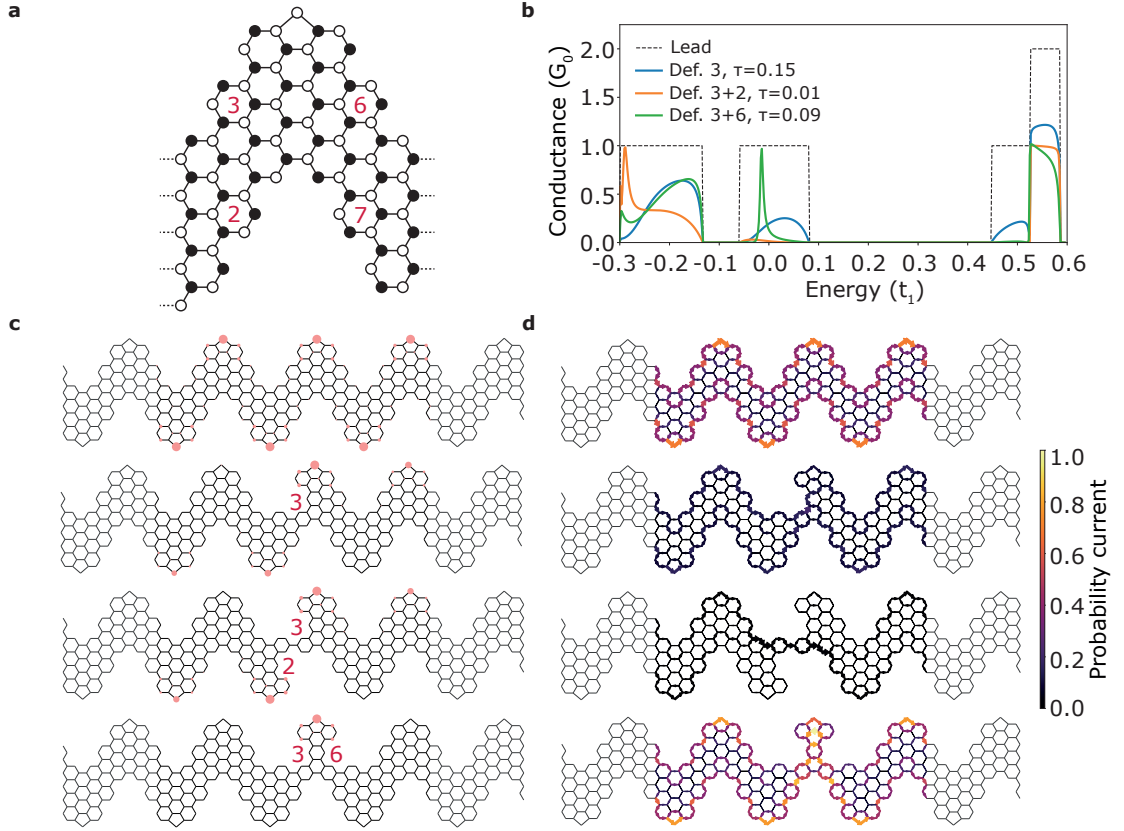 a
3
6
2
7
b
Conductance (G₀)
2.0
1.5
1.0
0.5
0.0
Lead
Def. 3, τ=0.15
Def. 3+2, τ=0.01
Def. 3+6, τ=0.09
-0.3 -0.2 -0.1 0.0 0.1 0.2 0.3 0.4 0.5 0.6
Energy (t₁)
c
3
3
2
3 6
d
1.0
0.8
0.6
0.4
0.2
0.0
Probability current